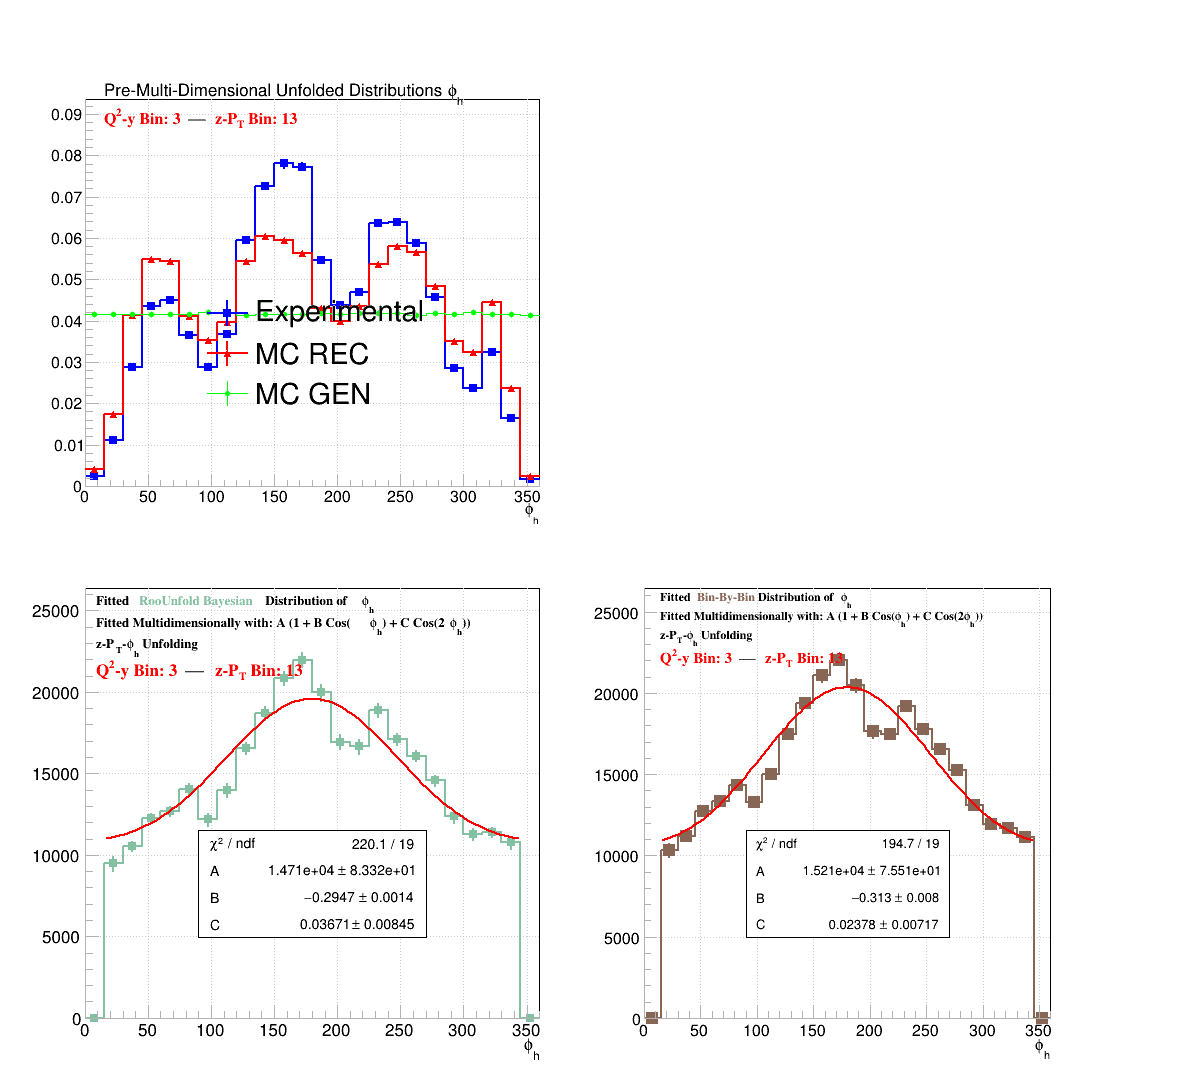 Pre-Multi-Dimensional Unfolded Distributions ϕh
Q2-y Bin: 3 — z-PT Bin: 13
0.09
0.08
0.07
0.06
0.05
0.04
0.03
0.02
0.01
0
Experimental
MC REC
MC GEN
0 50 100 150 200 250 300 350
ϕh
Fitted RooUnfold Bayesian Distribution of ϕh
Fitted Multidimensionally with: A (1 + B Cos( ϕh) + C Cos(2 ϕh))
z-PT-ϕh Unfolding
Q2-y Bin: 3 — z-PT Bin: 13
25000
20000
15000
10000
5000
0
χ2 / ndf 220.1 / 19
A 1.471e+04 ± 8.332e+01
B −0.2947 ± 0.0014
C 0.03671 ± 0.00845
0 50 100 150 200 250 300 350
ϕh
Fitted Bin-By-Bin Distribution of ϕh
Fitted Multidimensionally with: A (1 + B Cos(ϕh) + C Cos(2ϕh))
z-PT-ϕh Unfolding
Q2-y Bin: 3 — z-PT Bin: 13
25000
20000
15000
10000
5000
0
χ2 / ndf 194.7 / 19
A 1.521e+04 ± 7.551e+01
B −0.313 ± 0.008
C 0.02378 ± 0.00717
0 50 100 150 200 250 300 350
ϕh